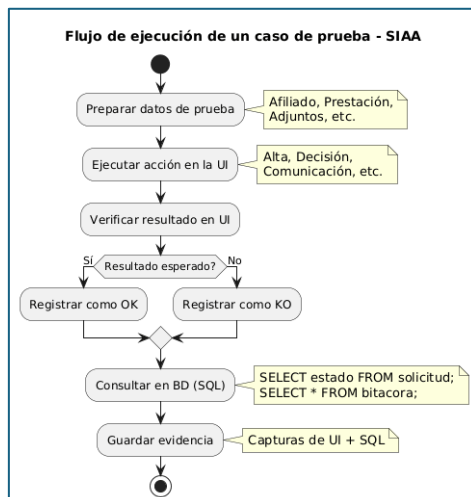 Flujo de ejecución de un caso de prueba - SIAA
Preparar datos de prueba
Afiliado, Prestación,
Adjuntos, etc.
Ejecutar acción en la UI
Alta, Decisión,
Comunicación, etc.
Verificar resultado en UI
Resultado esperado?
Sí
No
Registrar como OK
Registrar como KO
Consultar en BD (SQL)
SELECT estado FROM solicitud;
SELECT * FROM bitacora;
Guardar evidencia
Capturas de UI + SQL